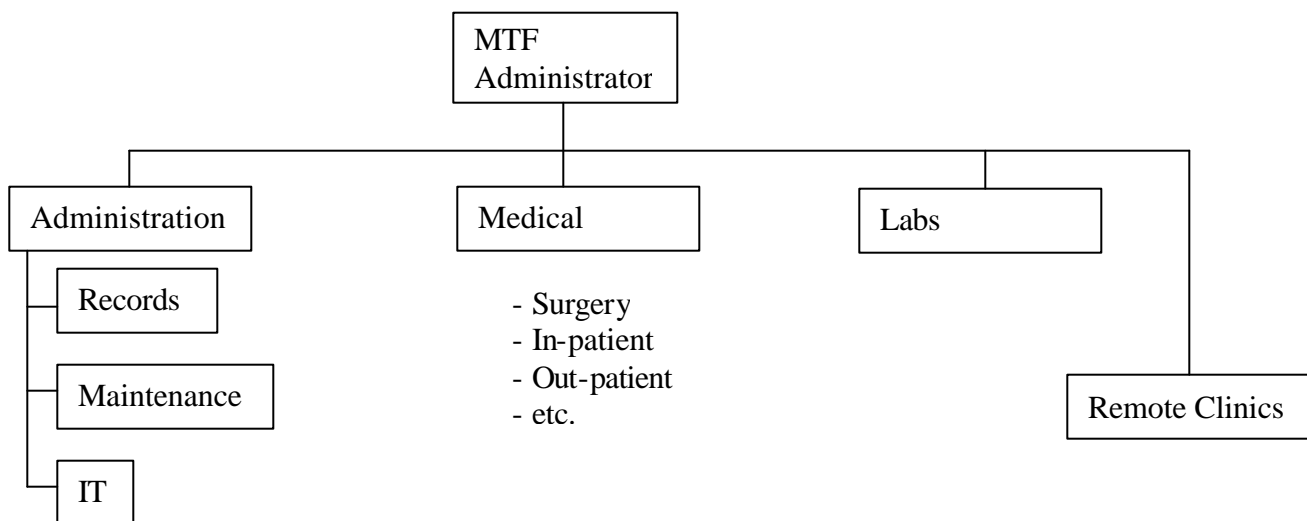 MTF
Administrator
Administration
Medical
Labs
Records
Maintenance
IT
- Surgery
- In-patient
- Out-patient
- etc.
Remote Clinics